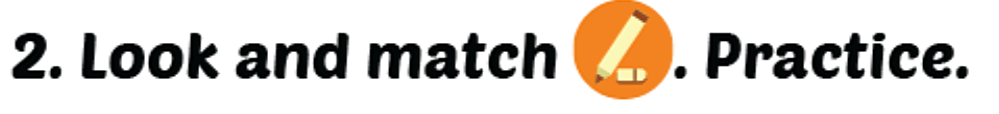 2. Look and match . Practice.